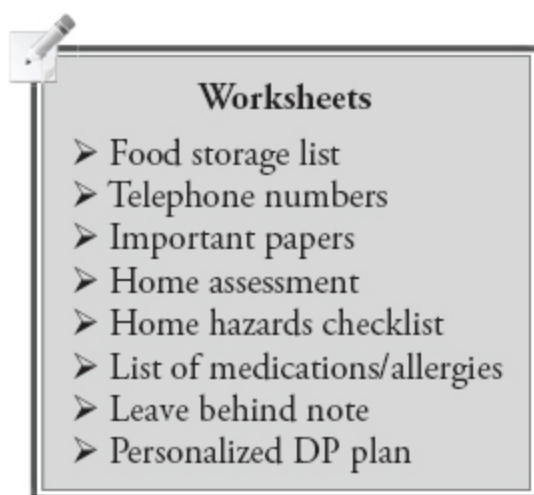 Worksheets
➢ Food storage list
➢ Telephone numbers
➢ Important papers
➢ Home assessment
➢ Home hazards checklist
➢ List of medications/allergies
➢ Leave behind note
➢ Personalized DP plan